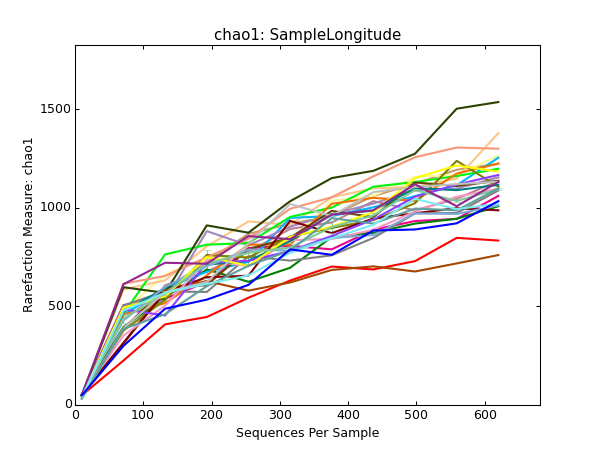 chao1: SampleLongitude
Rarefaction Measure: chao1
1500
1000
500
0
0 100 200 300 400 500 600
Sequences Per Sample